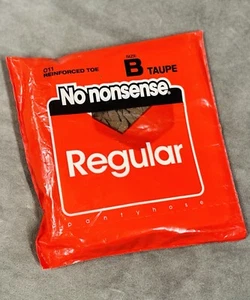 011
REINFORCED TOE
SIZE
B TAUPE
No nonsense.
Regular
pantyhose